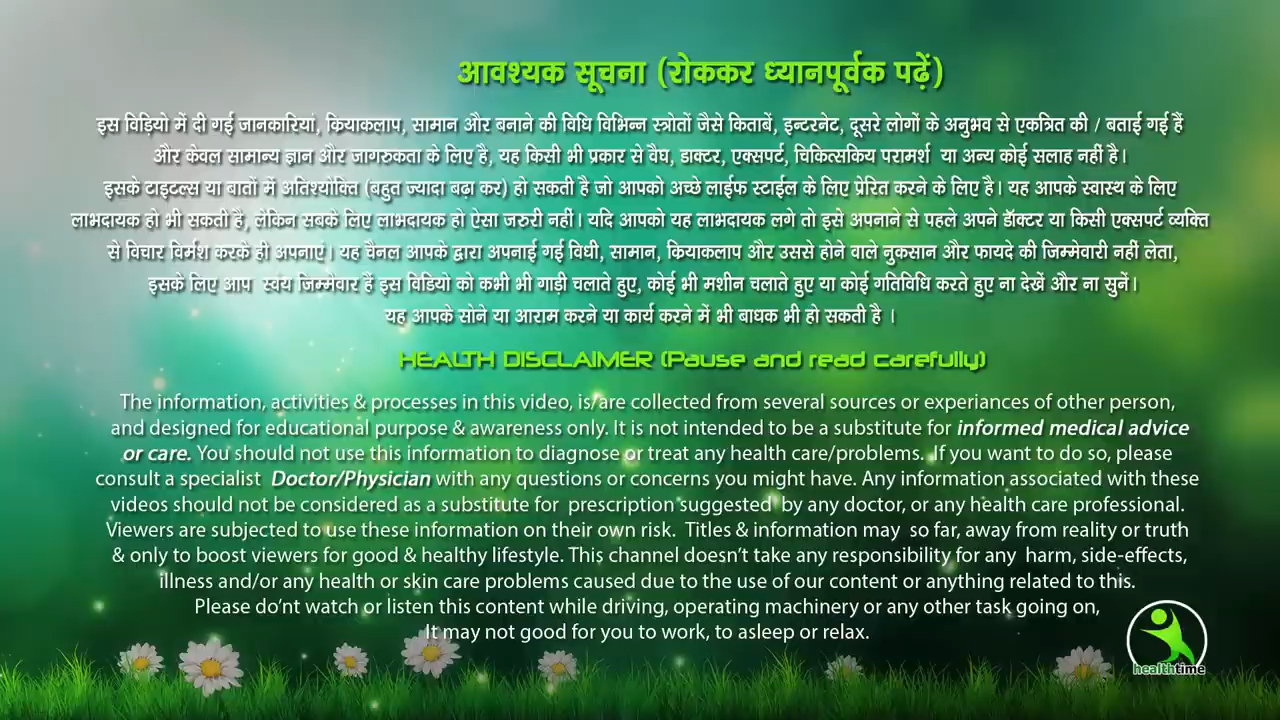 आवश्यक सूचना (रोककर ध्यानपूर्वक पढ़ें)
इस विड़ियो में दी गई जानकारियां, क्रियाकलाप, सामान और बनाने की विधि विभिन्न स्त्रोतों जैसे किताबें, इन्टरनेट, दूसरे लोगों के अनुभव से एकत्रित की / बताई गई हैं
और केवल सामान्य ज्ञान और जागरुकता के लिए है, यह किसी भी प्रकार से वैघ, डाक्टर, एक्सपर्ट, चिकित्सकिय परामर्श या अन्य कोई सलाह नहीं है।
इसके टाइटल्स या बातों में अतिश्योक्ति (बहुत ज्यादा बढ़ा कर) हो सकती है जो आपको अच्छे लाईफ स्टाईल के लिए प्रेरित करने के लिए है। यह आपके स्वास्थ के लिए
लाभदायक हो भी सकती है, लेकिन सबके लिए लाभदायक हो ऐसा जरुरी नहीं। यदि आपको यह लाभदायक लगे तो इसे अपनाने से पहले अपने डॉक्टर या किसी एक्सपर्ट व्यक्ति
से विचार विर्मश करके ही अपनाएं। यह चैनल आपके द्वारा अपनाई गई विधी, सामान, क्रियाकलाप और उससे होने वाले नुकसान और फायदे की जिम्मेवारी नहीं लेता,
इसके लिए आप स्वंय जिम्मेवार हैं इस विडियो को कभी भी गाड़ी चलाते हुए, कोई भी मशीन चलाते हुए या कोई गतिविधि करते हुए ना देखें और ना सुनें।
यह आपके सोने या आराम करने या कार्य करने में भी बाधक भी हो सकती है ।
HEALTH DISCLAIMER (Pause and read carefully)
The information, activities & processes in this video, is/are collected from several sources or experiances of other person,
and designed for educational purpose & awareness only. It is not intended to be a substitute for informed medical advice
or care. You should not use this information to diagnose or treat any health care/problems. If you want to do so, please
consult a specialist Doctor/Physician with any questions or concerns you might have. Any information associated with these
videos should not be considered as a substitute for prescription suggested by any doctor, or any health care professional.
Viewers are subjected to use these information on their own risk. Titles & information may so far, away from reality or truth
& only to boost viewers for good & healthy lifestyle. This channel doesn't take any responsibility for any harm, side-effects,
illness and/or any health or skin care problems caused due to the use of our content or anything related to this.
Please do'nt watch or listen this content while driving, operating machinery or any other task going on,
It may not good for you to work, to asleep or relax.
healthtime